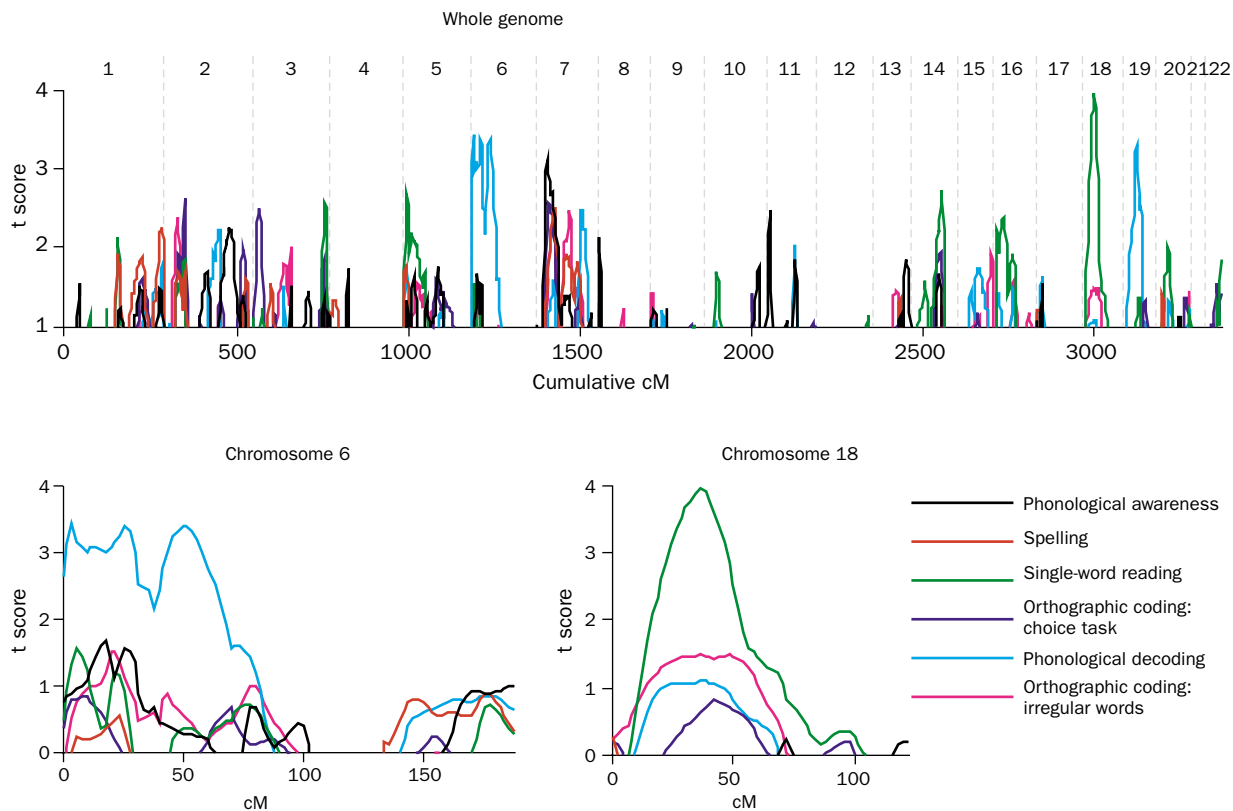 Whole genome
1 2 3 4 5 6 7 8 9 10 11 12 13 14 15 16 17 18 19 20 21 22
4
3
2
1
t score
0 500 1000 1500 2000 2500 3000
Cumulative cM
Chromosome 6
4
3
2
1
0
t score
0 50 100 150
cM
Chromosome 18
4
3
2
1
0
t score
0 50 100
cM
Phonological awareness
Spelling
Single-word reading
Orthographic coding:
choice task
Phonological decoding
Orthographic coding:
irregular words